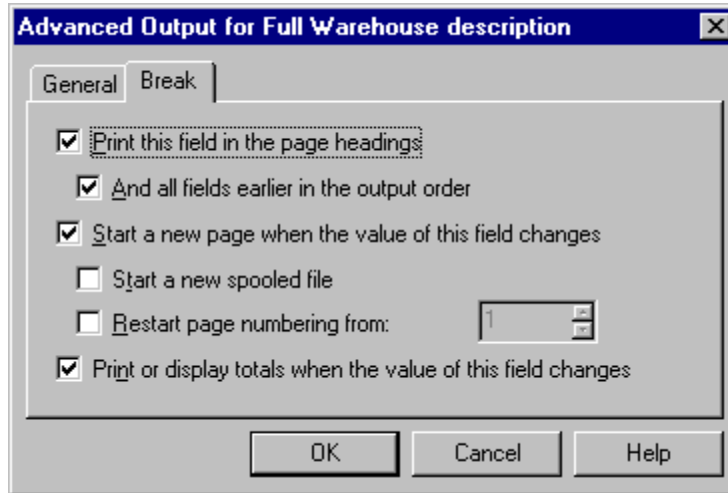 Advanced Output for Full Warehouse description
General Break
Print this field in the page headings
And all fields earlier in the output order
Start a new page when the value of this field changes
Start a new spooled file
Restart page numbering from: 1
Print or display totals when the value of this field changes
OK Cancel Help